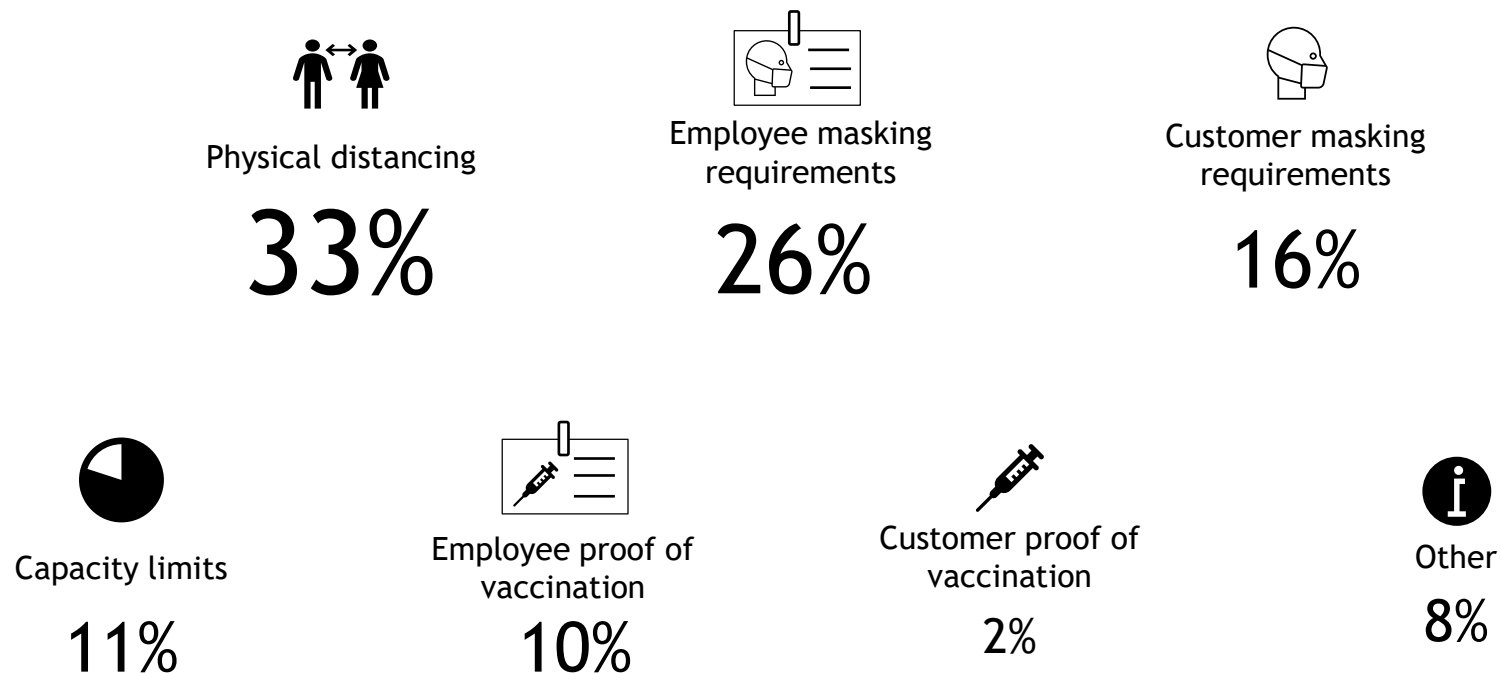 Physical distancing
33%
Employee masking
requirements
26%
Customer masking
requirements
16%
Capacity limits
11%
Employee proof of
vaccination
10%
Customer proof of
vaccination
2%
Other
8%